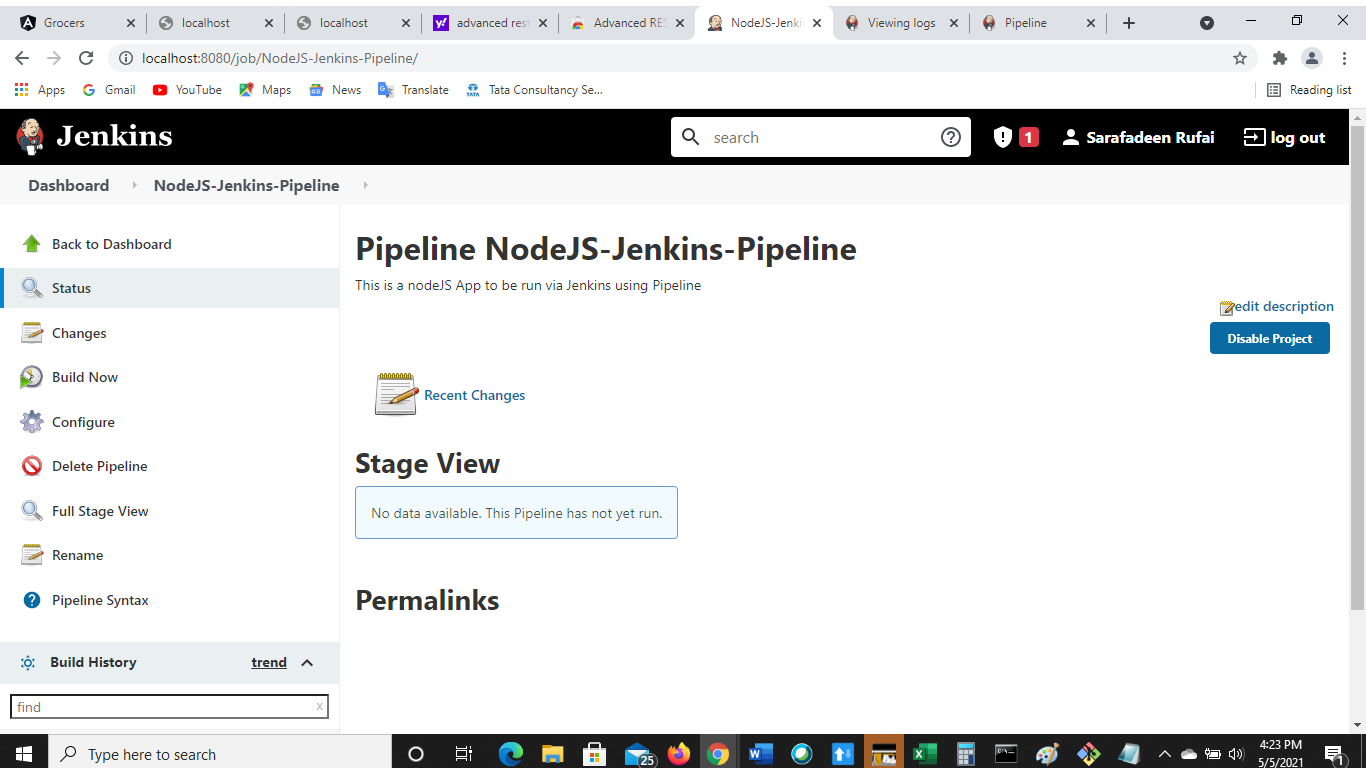 Grocers
localhost
localhost
advanced rest
Advanced RES
NodeJS-Jenki
Viewing logs
Pipeline
localhost:8080/job/NodeJS-Jenkins-Pipeline/
Apps
Gmail
YouTube
Maps
News
Translate
TATA
Tata Consultancy Se...
Reading list
Jenkins
search
1
Sarafadeen Rufai
log out
Dashboard
NodeJS-Jenkins-Pipeline
Back to Dashboard
Status
Changes
Build Now
Configure
Delete Pipeline
Full Stage View
Rename
Pipeline Syntax
Build History
trend
find
x
Pipeline NodeJS-Jenkins-Pipeline
This is a nodeJS App to be run via Jenkins using Pipeline
edit description
Disable Project
Recent Changes
Stage View
No data available. This Pipeline has not yet run.
Permalinks
Type here to search
25
4:23 PM
5/5/2021
1